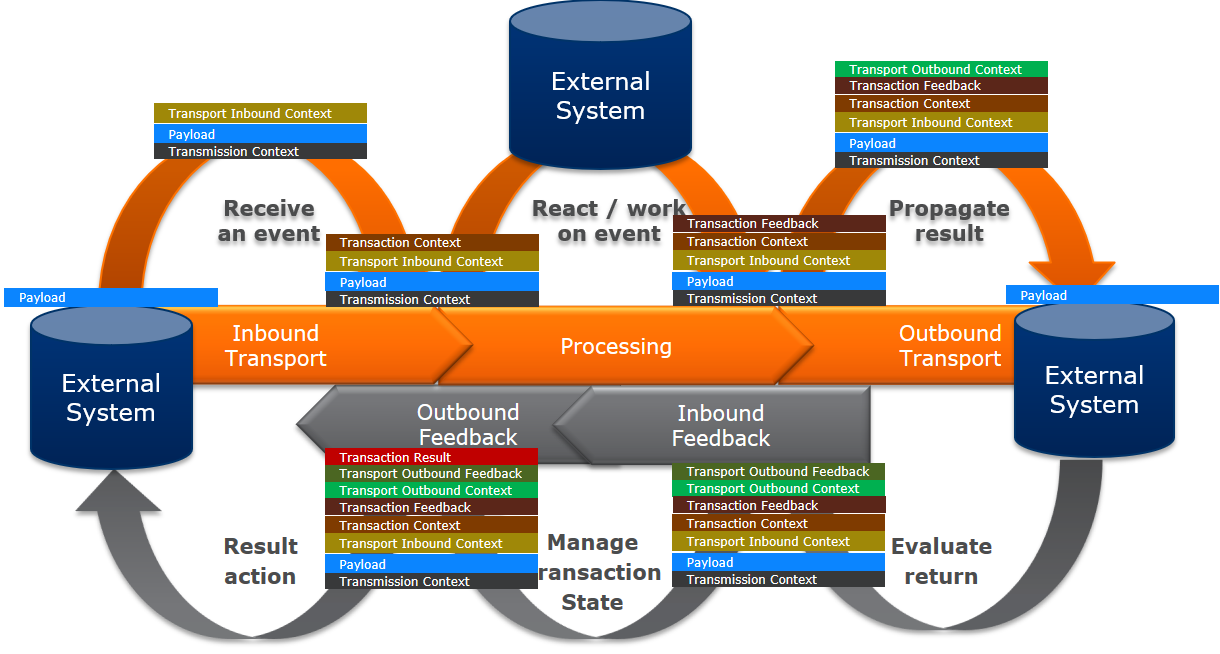 External
System
Transport Outbound Context
Transaction Feedback
Transaction Context
Transport Inbound Context
Payload
Transmission Context
Transport Inbound Context
Payload
Transmission Context
Receive
an event
React / work
on event
Propagate
result
Transaction Context
Transport Inbound Context
Payload
Transmission Context
Transaction Feedback
Transaction Context
Transport Inbound Context
Payload
Transmission Context
Payload
Payload
External
System
Inbound
Transport
Processing
Outbound
Transport
External
System
Outbound
Feedback
Inbound
Feedback
Transaction Result
Transport Outbound Feedback
Transport Outbound Context
Transaction Feedback
Transaction Context
Transport Inbound Context
Payload
Transmission Context
Transport Outbound Feedback
Transport Outbound Context
Transaction Feedback
Transaction Context
Transport Inbound Context
Payload
Transmission Context
Result
action
Manage
ransaction
State
Evaluate
return